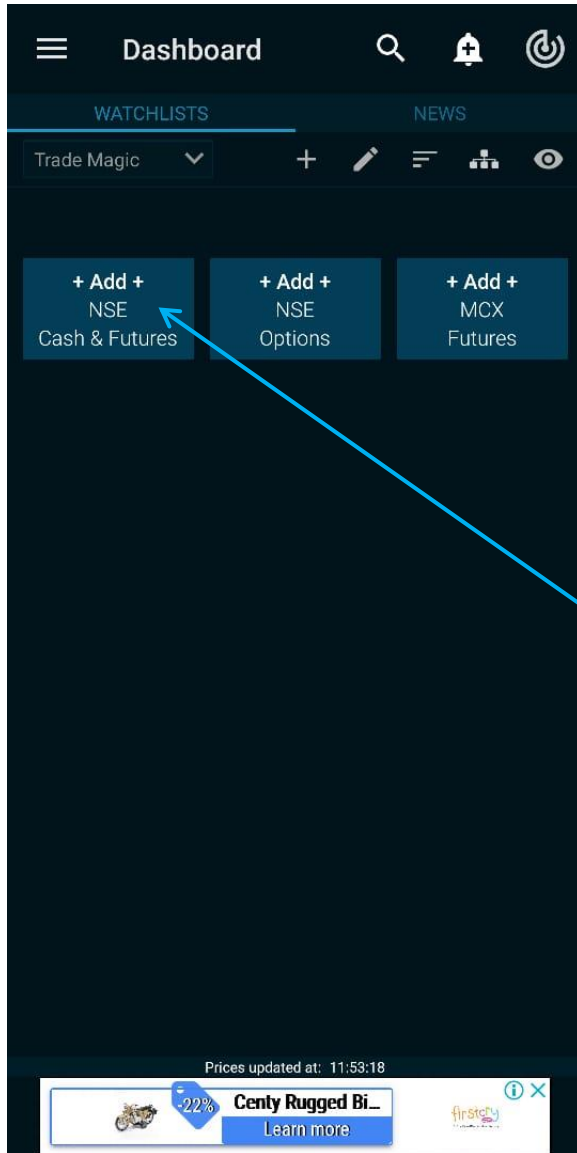 Dashboard
WATCHLISTS
NEWS
Trade Magic
+ Add +
NSE
Cash & Futures
+ Add +
NSE
Options
+ Add +
MCX
Futures
Prices updated at: 11:53:18
-22%
Centy Rugged Bi...
Learn more
firstcry